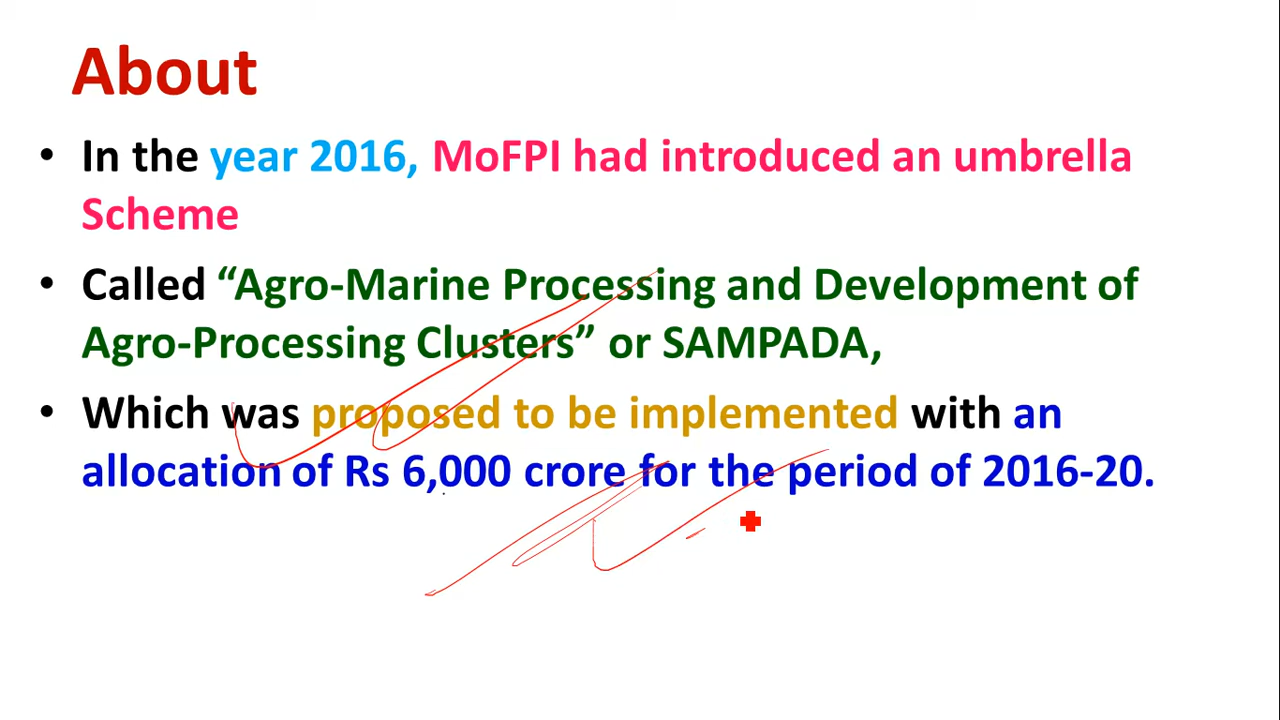 About
• In the year 2016, MoFPI had introduced an umbrella
Scheme
• Called “Agro-Marine Processing and Development of
Agro-Processing Clusters” or SAMPADA,
• Which was proposed to be implemented with an
allocation of Rs 6,000 crore for the period of 2016-20.